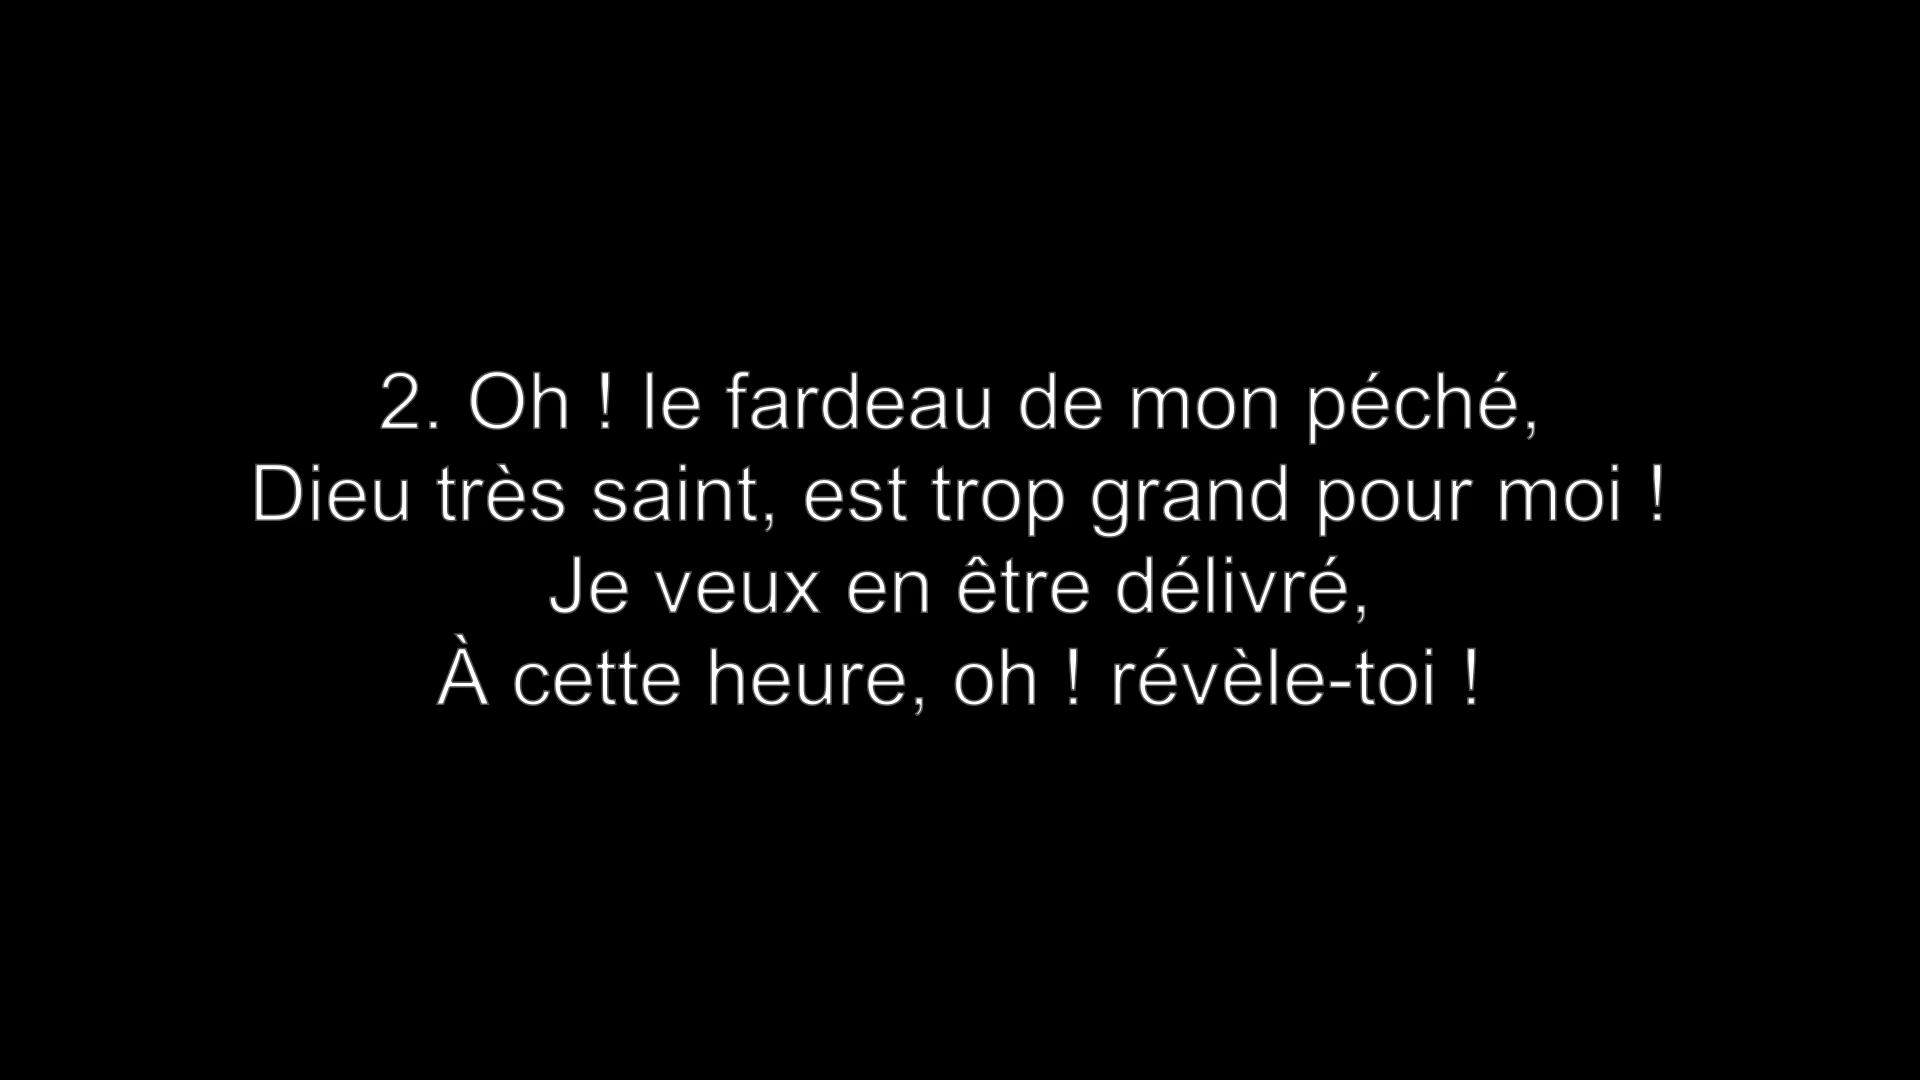 2. Oh ! le fardeau de mon péché,
Dieu très saint, est trop grand pour moi !
Je veux en être délivré,
À cette heure, oh ! révèle-toi !